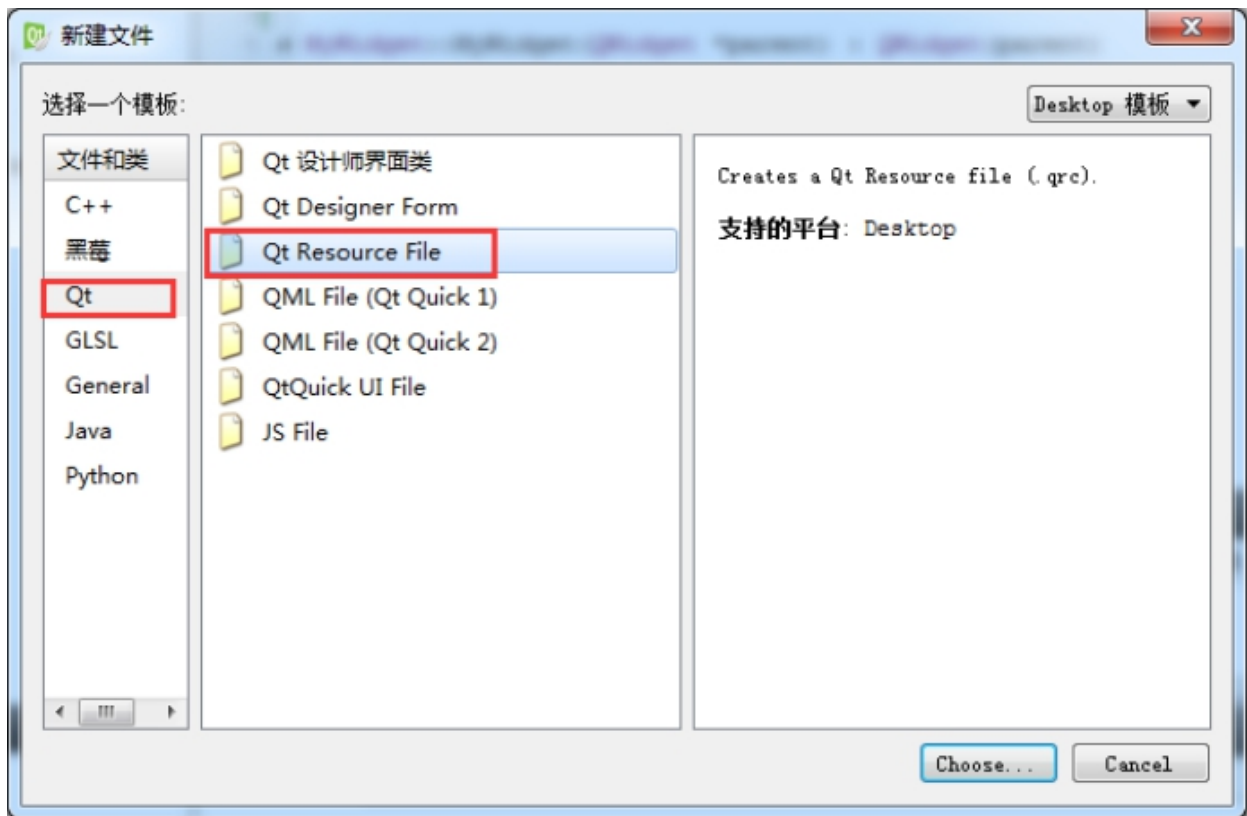 新建文件
选择一个模板:
Desktop 模板
文件和类
C++
黑莓
Qt
GLSL
General
Java
Python
Qt 设计师界面类
Qt Designer Form
Qt Resource File
QML File (Qt Quick 1)
QML File (Qt Quick 2)
QtQuick UI File
JS File
Creates a Qt Resource file (.qrc).
支持的平台: Desktop
Choose...
Cancel